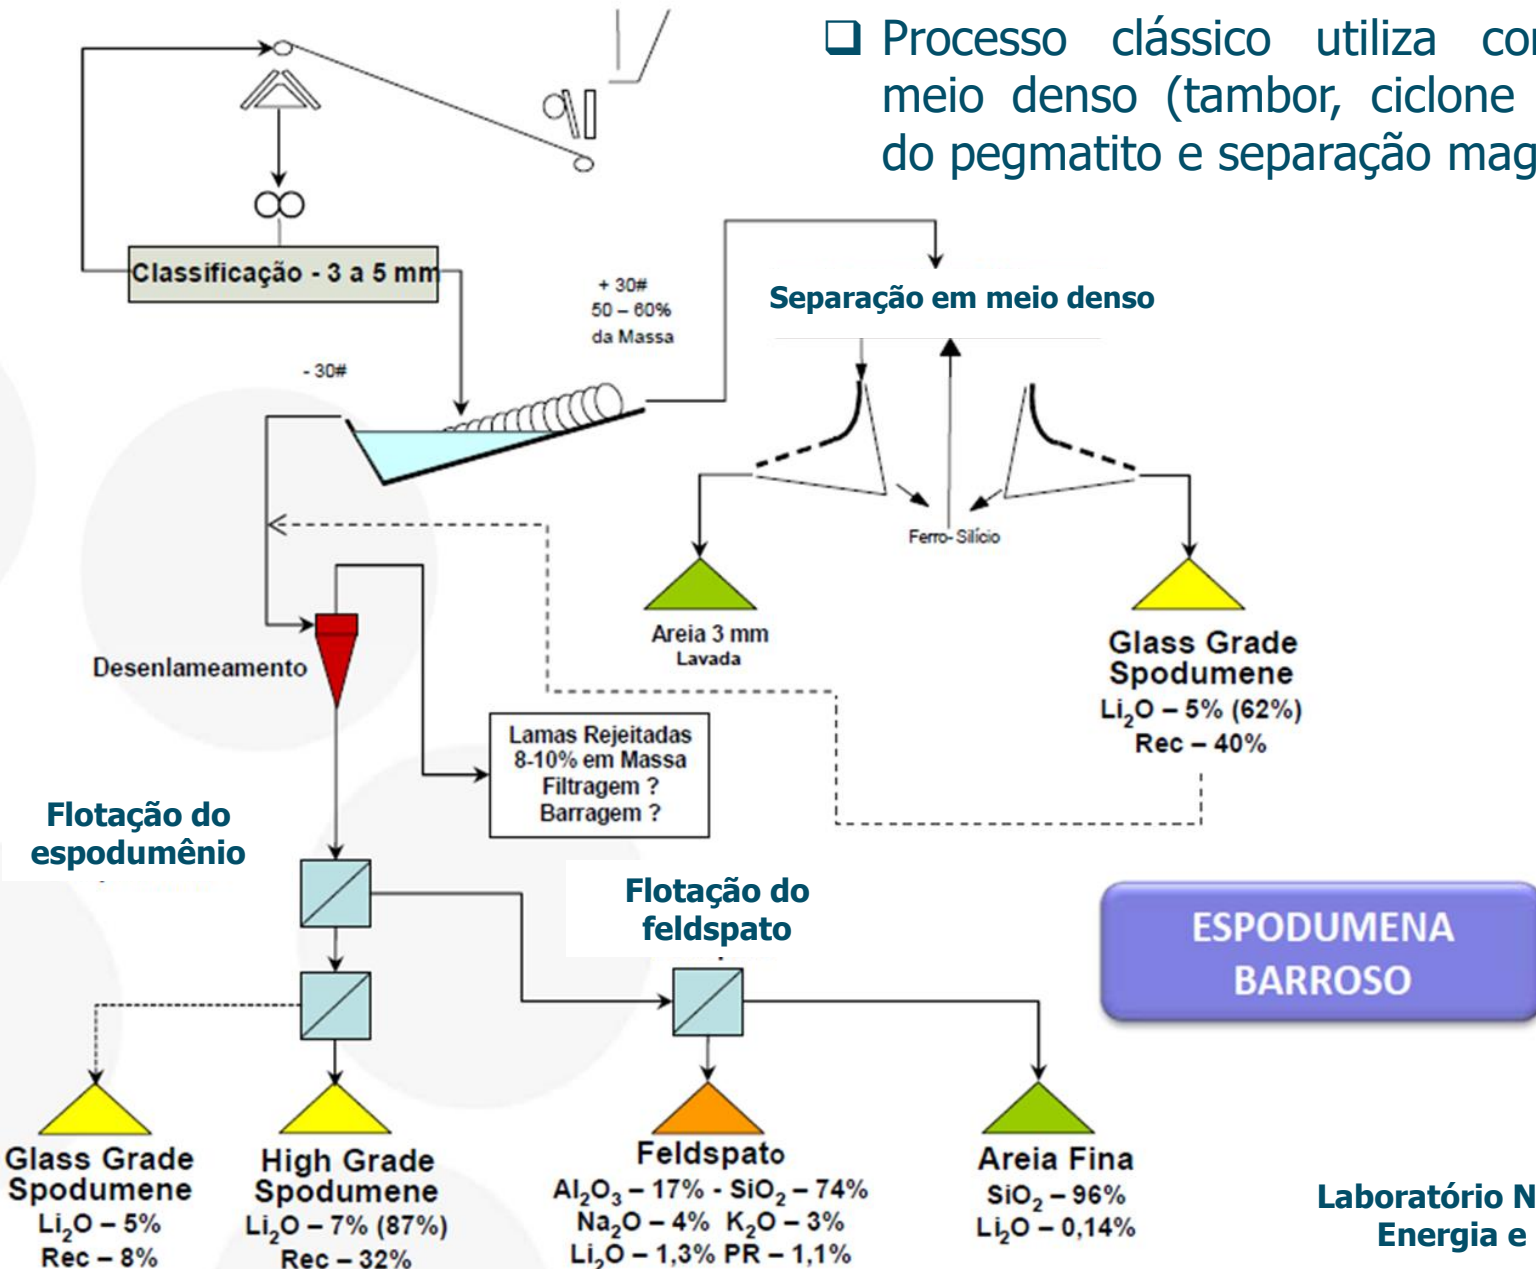 ❑ Processo clássico utiliza
meio denso (tambor, ciclone
do pegmatito e separação
Classificação - 3 a 5 mm
+ 30#
50 – 60%
da Massa
Separação em meio denso
- 30#
Ferro- Silício
Areia 3 mm
Lavada
Glass Grade
Spodumene
Li₂O – 5% (62%)
Rec – 40%
Desenlameamento
Lamas Rejeitadas
8-10% em Massa
Filtragem ?
Barragem ?
Flotação do
espodumênio
Flotação do
feldspato
ESPODUMENA
BARROSO
Glass Grade
Spodumene
Li₂O – 5%
Rec – 8%
High Grade
Spodumene
Li₂O – 7% (87%)
Rec – 32%
Feldspato
Al₂O₃ – 17% - SiO₂ – 74%
Na₂O – 4% K₂O – 3%
Li₂O – 1,3% PR – 1,1%
Areia Fina
SiO₂ – 96%
Li₂O – 0,14%
Laboratório N
Energia e